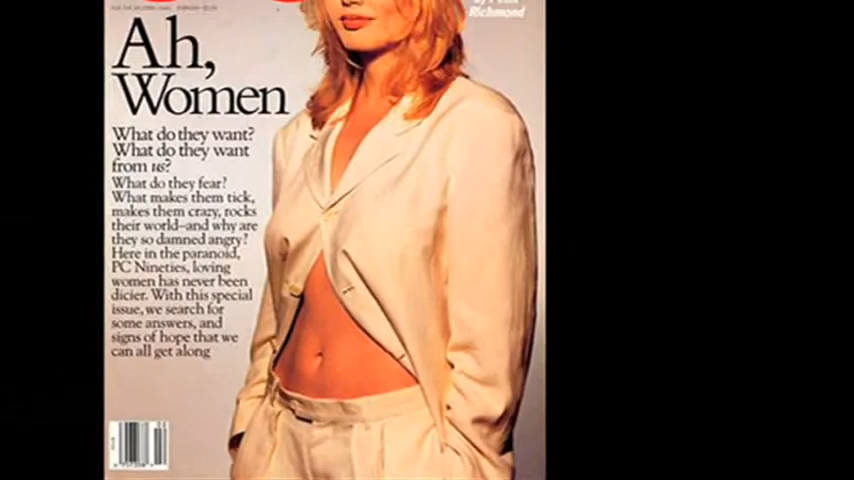 Richmond
Ah,
Women
What do they want?
What do they want
from us?
What do they fear?
What makes them tick,
makes them crazy, rocks
their world–and why are
they so damned angry?
Here in the paranoid,
PC Nineties, loving
women has never been
dicier. With this special
issue, we search for
some answers, and
signs of hope that we
can all get along